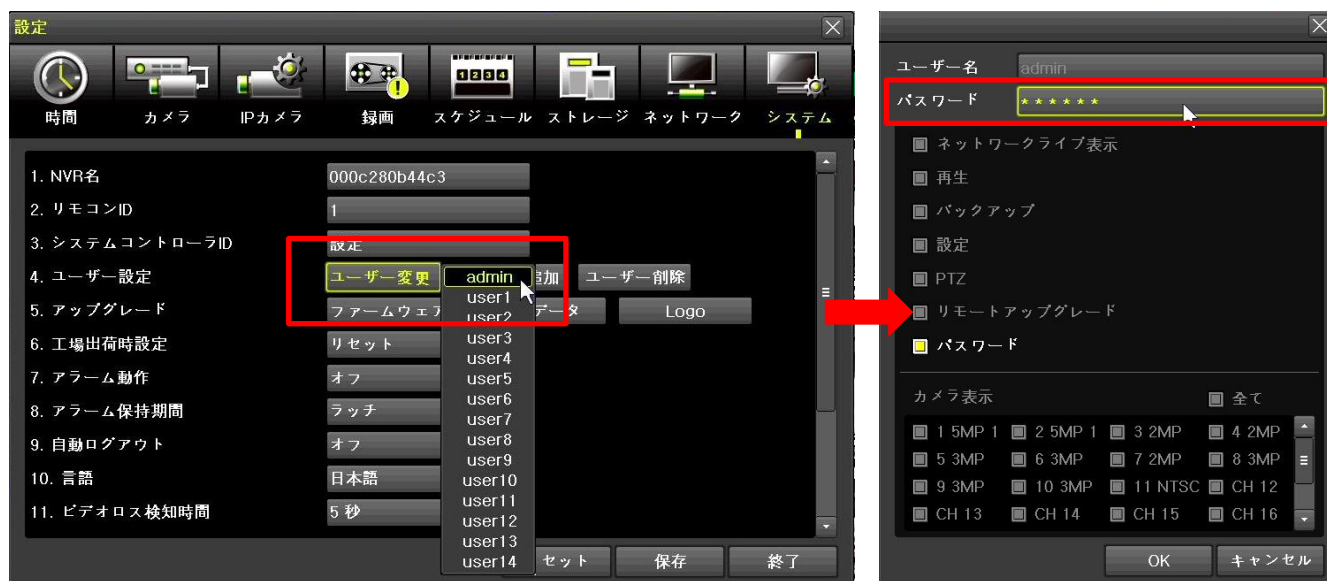 設定
時間 カメラ IPカメラ 録画 スケジュール ストレージ ネットワーク システム
1. NVR名 000c280b44c3
2. リモコンID 1
3. システムコントローラID 設定
4. ユーザー設定 ユーザー変更 admin 追加 ユーザー削除
user1
5. アップグレード ファームウェア データ Logo
user2
6. 工場出荷時設定 リセット user3
user4
7. アラーム動作 オフ user5
user6
8. アラーム保持期間 ラッチ user7
user8
9. 自動ログアウト オフ user9
10. 言語 日本語 user10
user11
11. ビデオロス検知時間 5 秒 user12
user13
user14 セット 保存 終了
ユーザー名 admin
パスワード ******
ネットワークライブ表示
再生
バックアップ
設定
PTZ
リモートアップグレード
パスワード
カメラ表示 全て
1 5MP 1 2 5MP 1 3 2MP 4 2MP
5 3MP 6 3MP 7 2MP 8 3MP
9 3MP 10 3MP 11 NTSC CH 12
CH 13 CH 14 CH 15 CH 16
OK キャンセル